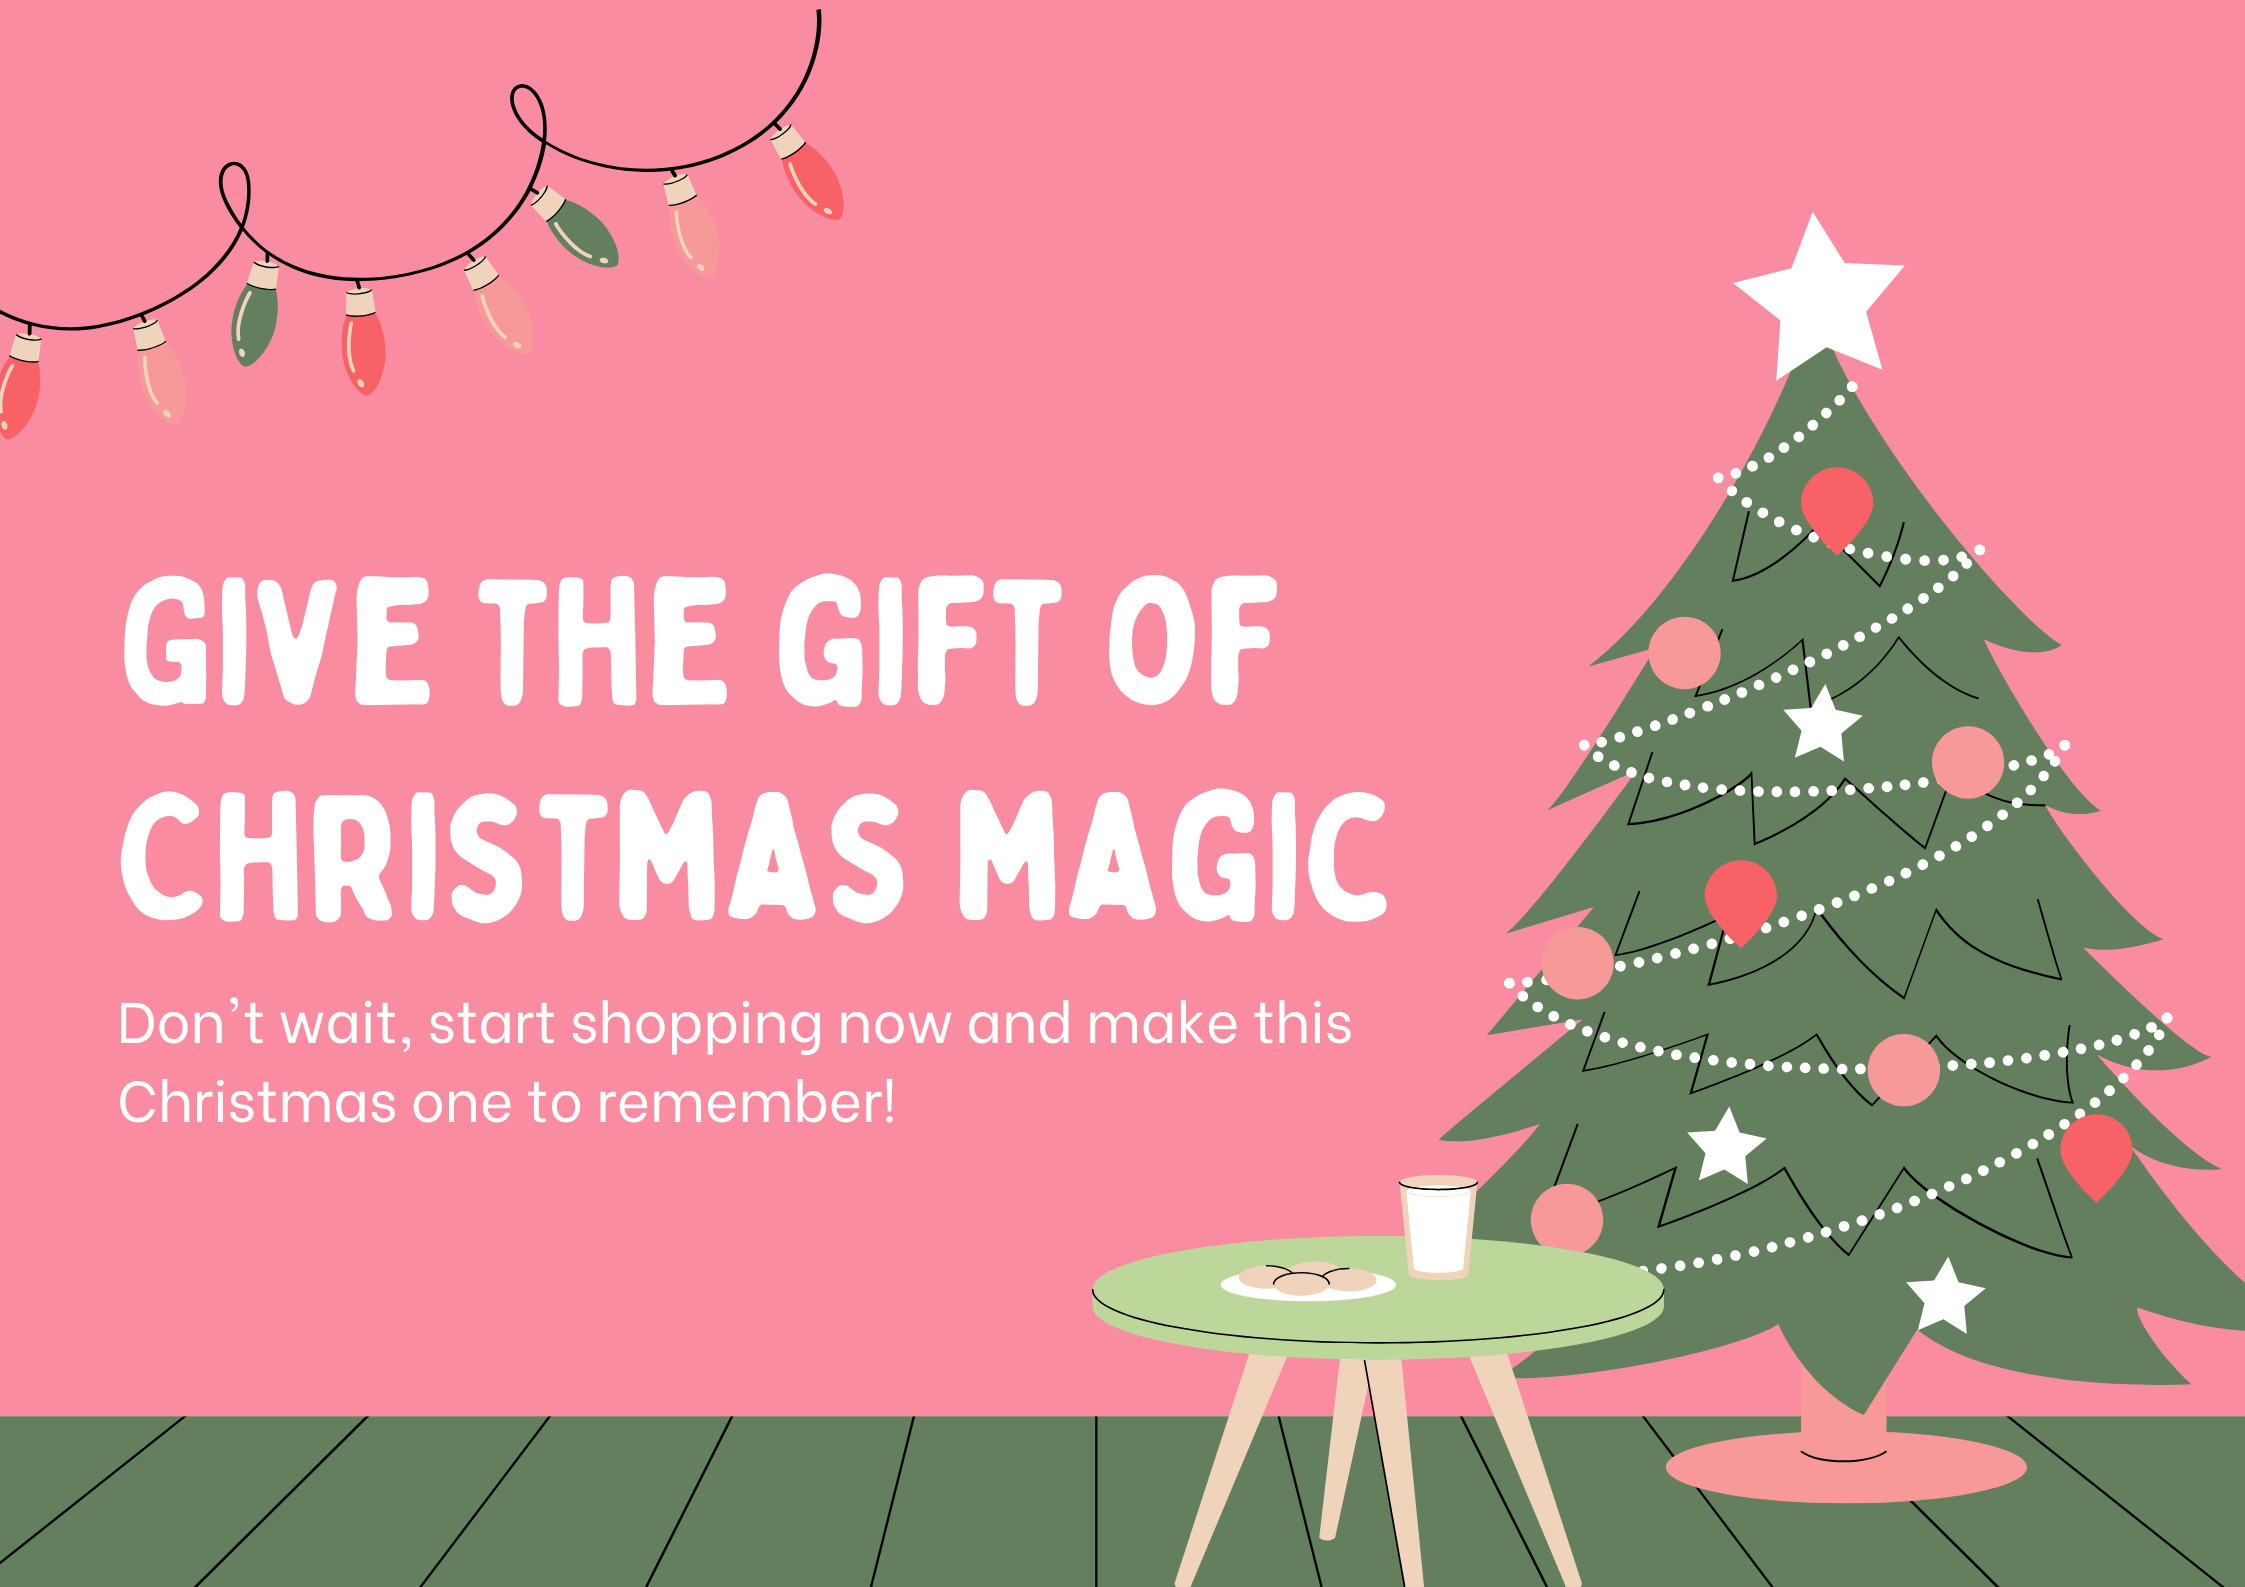 GIVE THE GIFT OF
CHRISTMAS MAGIC
Don’t wait, start shopping now and make this
Christmas one to remember!